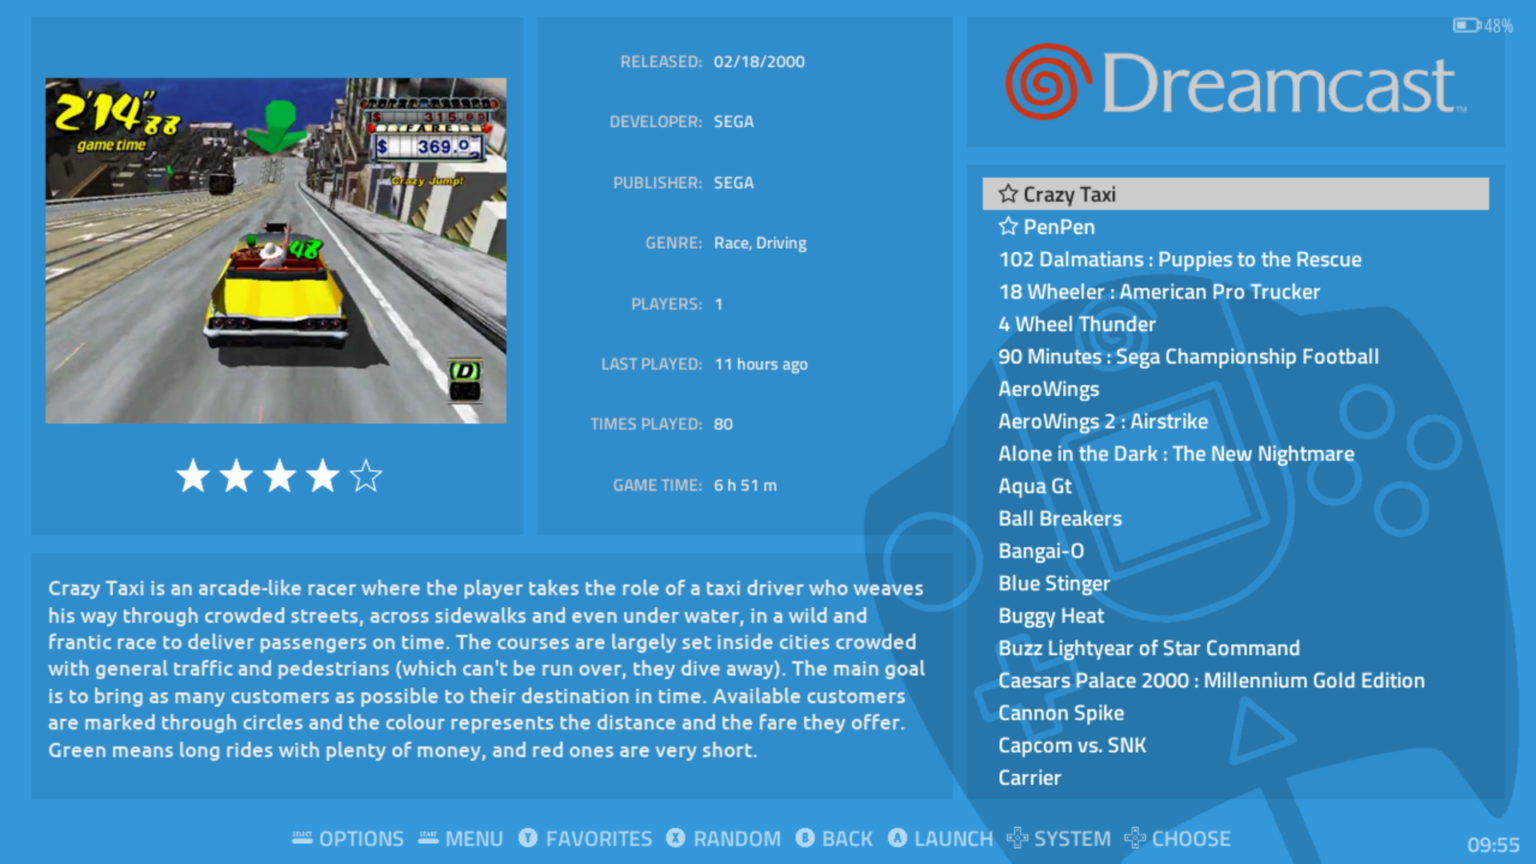 48%
2'14"88
game time
$ 315.0
FARE
$ 369.0
Crazy Jump!
48
D
RELEASED: 02/18/2000
DEVELOPER: SEGA
PUBLISHER: SEGA
GENRE: Race, Driving
PLAYERS: 1
LAST PLAYED: 11 hours ago
TIMES PLAYED: 80
GAME TIME: 6 h 51 m
Dreamcast™
Crazy Taxi
PenPen
102 Dalmatians : Puppies to the Rescue
18 Wheeler : American Pro Trucker
4 Wheel Thunder
90 Minutes : Sega Championship Football
AeroWings
AeroWings 2 : Airstrike
Alone in the Dark : The New Nightmare
Aqua Gt
Ball Breakers
Bangai-O
Blue Stinger
Buggy Heat
Buzz Lightyear of Star Command
Caesars Palace 2000 : Millennium Gold Edition
Cannon Spike
Capcom vs. SNK
Carrier
Crazy Taxi is an arcade-like racer where the player takes the role of a taxi driver who weaves
his way through crowded streets, across sidewalks and even under water, in a wild and
frantic race to deliver passengers on time. The courses are largely set inside cities crowded
with general traffic and pedestrians (which can't be run over, they dive away). The main goal
is to bring as many customers as possible to their destination in time. Available customers
are marked through circles and the colour represents the distance and the fare they offer.
Green means long rides with plenty of money, and red ones are very short.
SELECT OPTIONS START MENU Y FAVORITES X RANDOM B BACK A LAUNCH SYSTEM CHOOSE
09:55